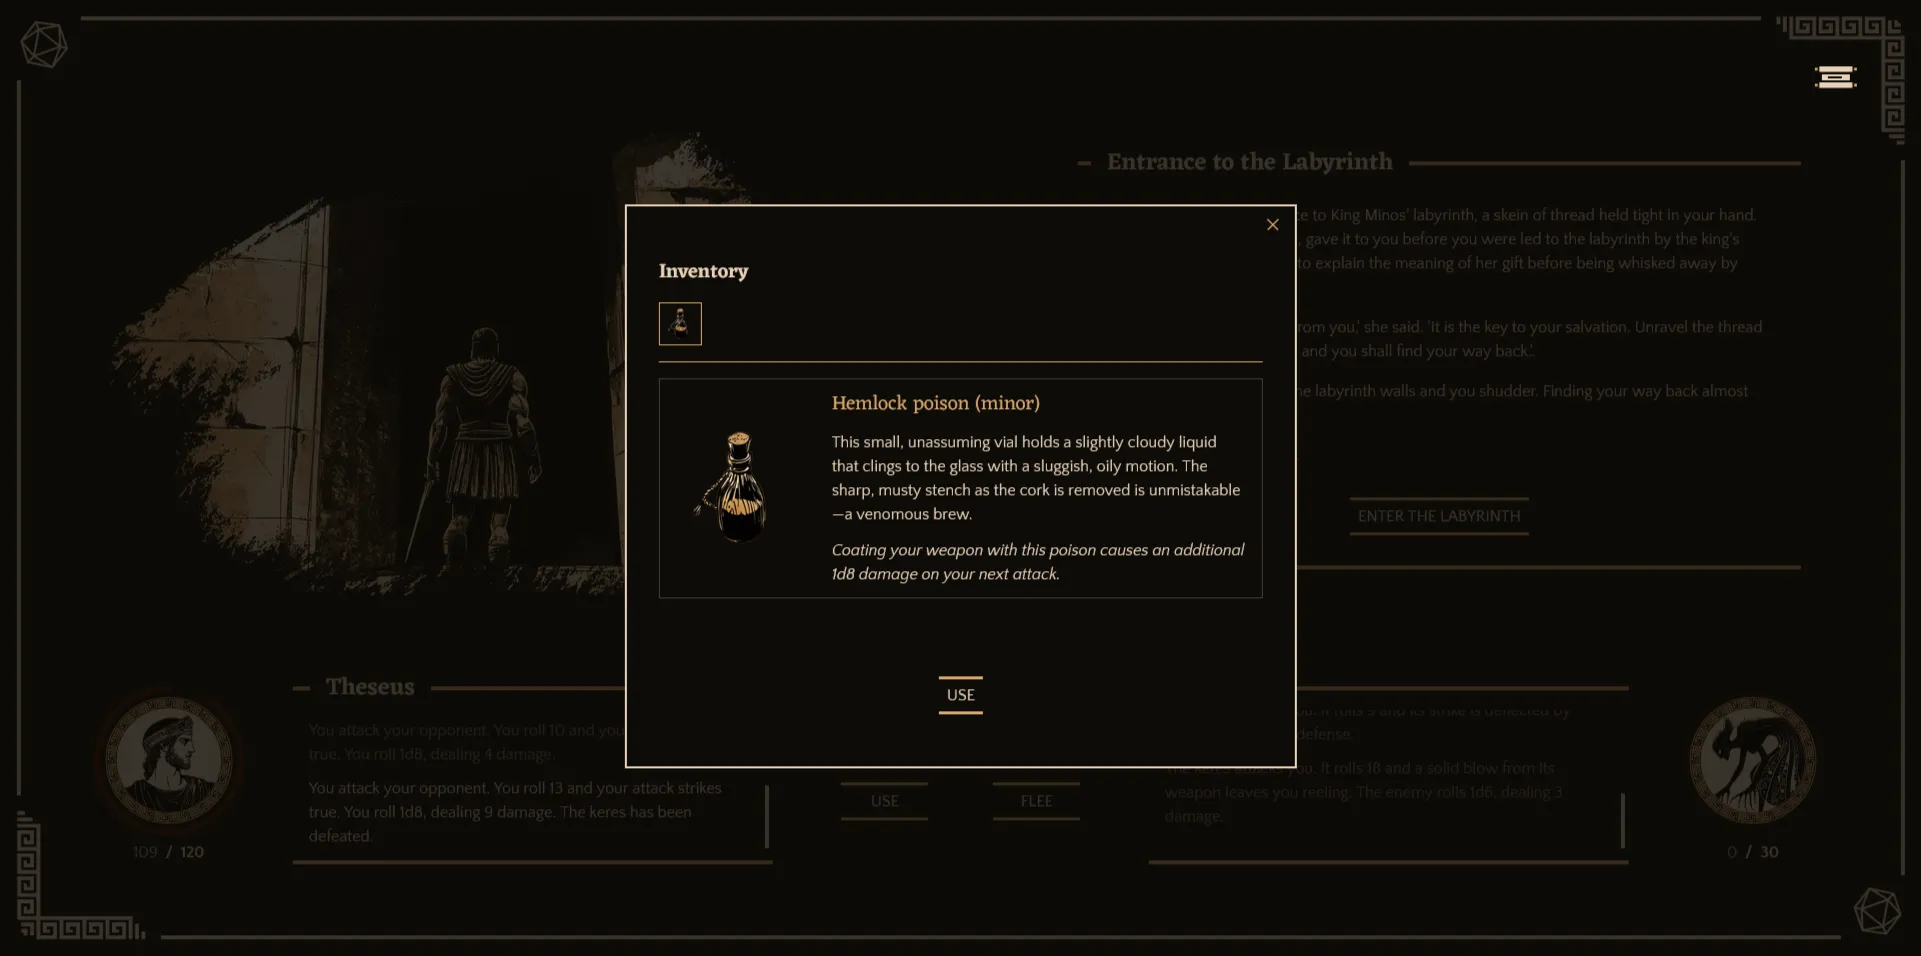 Entrance to the Labyrinth
e to King Minos' labyrinth, a skein of thread held tight in your hand.
, gave it to you before you were led to the labyrinth by the king's
to explain the meaning of her gift before being whisked away by
rom you,' she said. 'It is the key to your salvation. Unravel the thread
and you shall find your way back.'.
e labyrinth walls and you shudder. Finding your way back almost
ENTER THE LABYRINTH
Inventory
Hemlock poison (minor)
This small, unassuming vial holds a slightly cloudy liquid
that clings to the glass with a sluggish, oily motion. The
sharp, musty stench as the cork is removed is unmistakable
—a venomous brew.
Coating your weapon with this poison causes an additional
1d8 damage on your next attack.
USE
Theseus
You attack your opponent. You roll 10 and you
true. You roll 1d8, dealing 4 damage.
You attack your opponent. You roll 13 and your attack strikes
true. You roll 1d8, dealing 9 damage. The keres has been
defeated.
109 / 120
USE
FLEE
ou. It rolls 9 and its strike is deflected by
defense.
The keres attacks you. It rolls 18 and a solid blow from its
weapon leaves you reeling. The enemy rolls 1d6, dealing 3
damage.
0 / 30